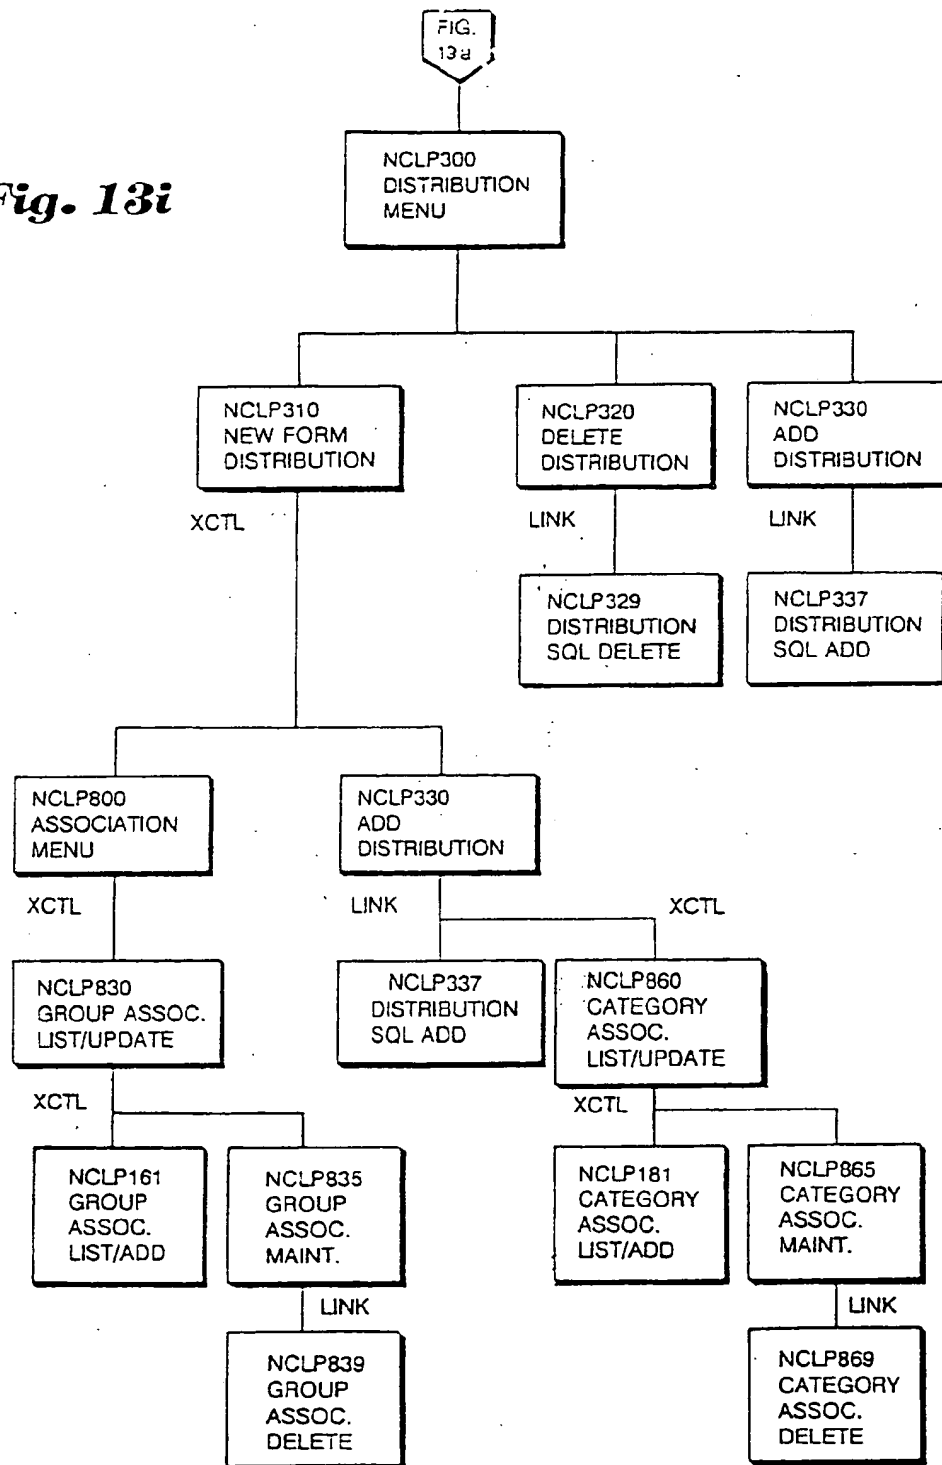 FIG.
13a
Fig. 13i
NCLP300
DISTRIBUTION
MENU
NCLP310
NEW FORM
DISTRIBUTION
NCLP320
DELETE
DISTRIBUTION
NCLP330
ADD
DISTRIBUTION
XCTL
LINK
LINK
NCLP329
DISTRIBUTION
SQL DELETE
NCLP337
DISTRIBUTION
SQL ADD
NCLP800
ASSOCIATION
MENU
NCLP330
ADD
DISTRIBUTION
XCTL
LINK
XCTL
NCLP830
GROUP ASSOC.
LIST/UPDATE
NCLP337
DISTRIBUTION
SQL ADD
NCLP860
CATEGORY
ASSOC.
LIST/UPDATE
XCTL
XCTL
NCLP161
GROUP
ASSOC.
LIST/ADD
NCLP835
GROUP
ASSOC.
MAINT.
NCLP181
CATEGORY
ASSOC.
LIST/ADD
NCLP865
CATEGORY
ASSOC.
MAINT.
LINK
LINK
NCLP839
GROUP
ASSOC.
DELETE
NCLP869
CATEGORY
ASSOC.
DELETE